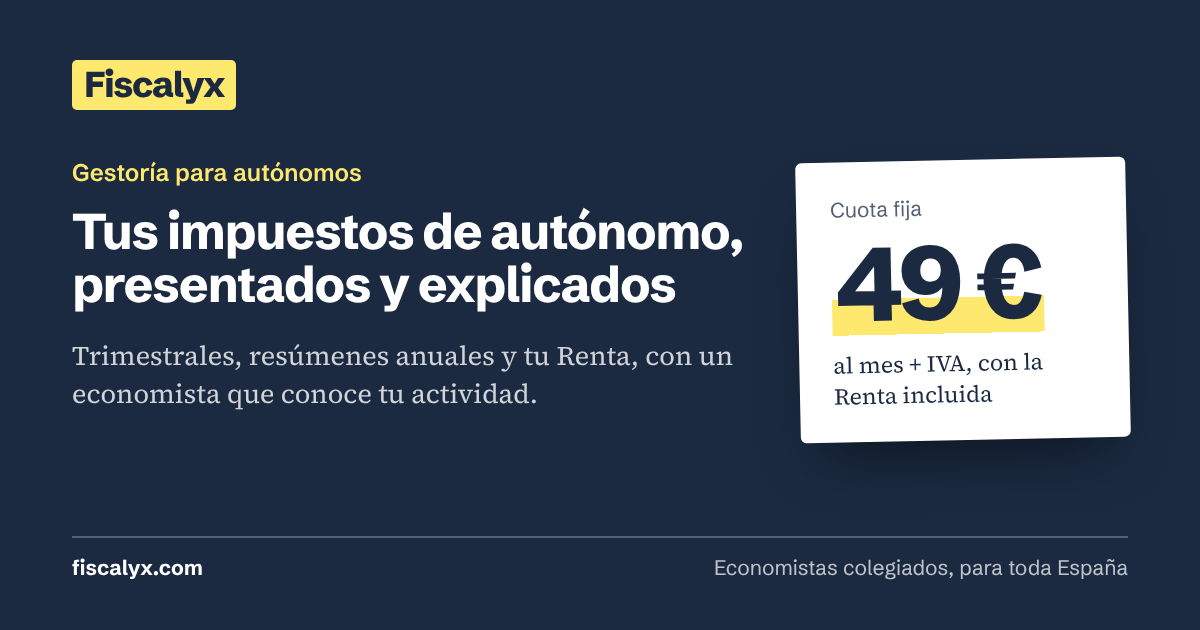 Fiscalyx
Gestoría para autónomos
Tus impuestos de autónomo,
presentados y explicados
Trimestrales, resúmenes anuales y tu Renta, con un
economista que conoce tu actividad.
Cuota fija
49 €
al mes + IVA, con la
Renta incluida
fiscalyx.com
Economistas colegiados, para toda España